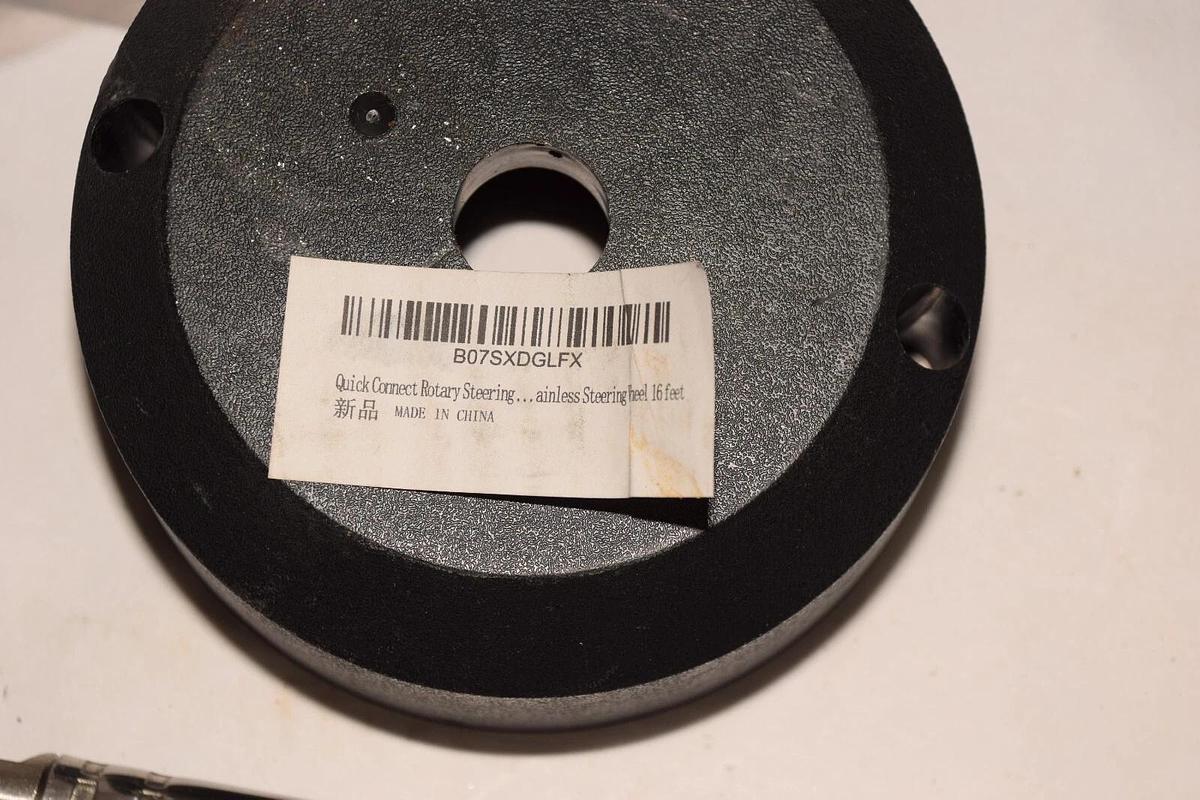 B07SXDGLFX
Quick Connect Rotary Steering...ainless Steering heel 16 feet
新品 MADE IN CHINA